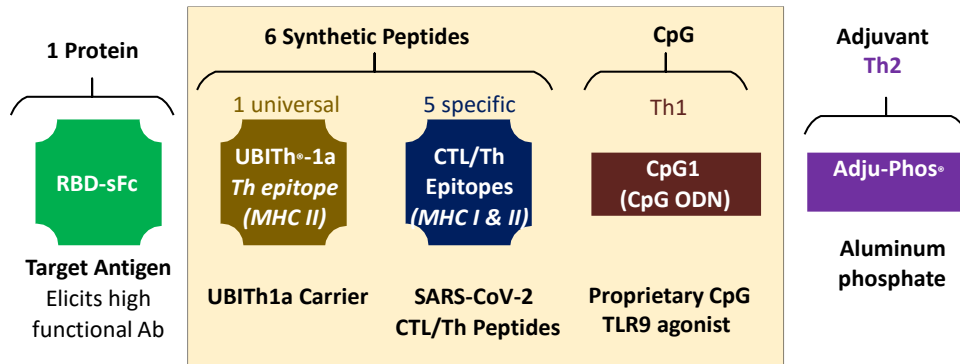 1 Protein
RBD-sFc
Target Antigen
Elicits high
functional Ab
6 Synthetic Peptides
1 universal
UBITh®-1a
Th epitope
(MHC II)
UBITh1a Carrier
5 specific
CTL/Th
Epitopes
(MHC I & II)
SARS-CoV-2
CTL/Th Peptides
CpG
Th1
CpG1
(CpG ODN)
Proprietary CpG
TLR9 agonist
Adjuvant
Th2
Adju-Phos®
Aluminum
phosphate